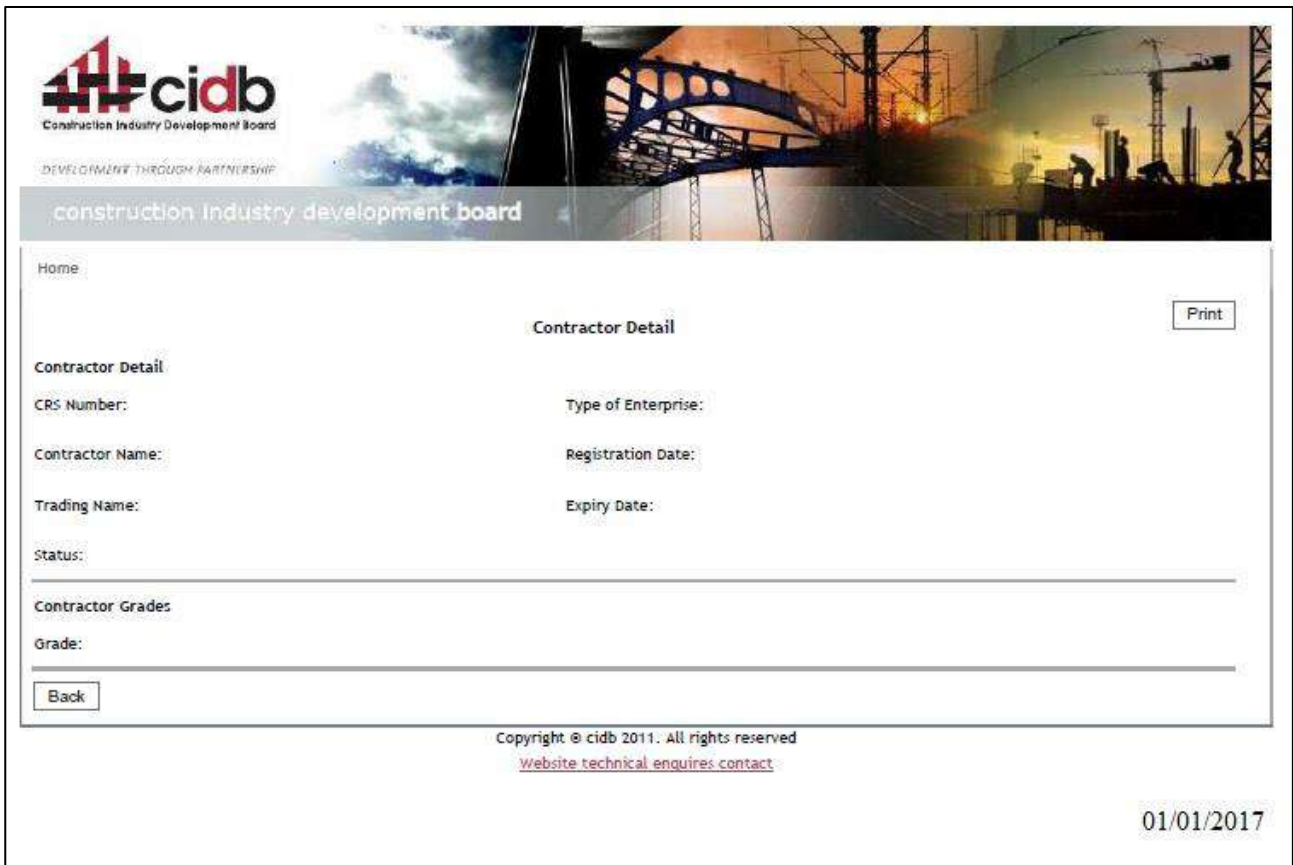 cidb
Construction Industry Development Board
DEVELOPMENT THROUGH PARTNERSHIP
construction industry development board
Home
Print
Contractor Detail
Contractor Detail
CRS Number: Type of Enterprise:
Contractor Name: Registration Date:
Trading Name: Expiry Date:
Status:
Contractor Grades
Grade:
Back
Copyright © cidb 2011. All rights reserved
Website technical enquires contact
01/01/2017